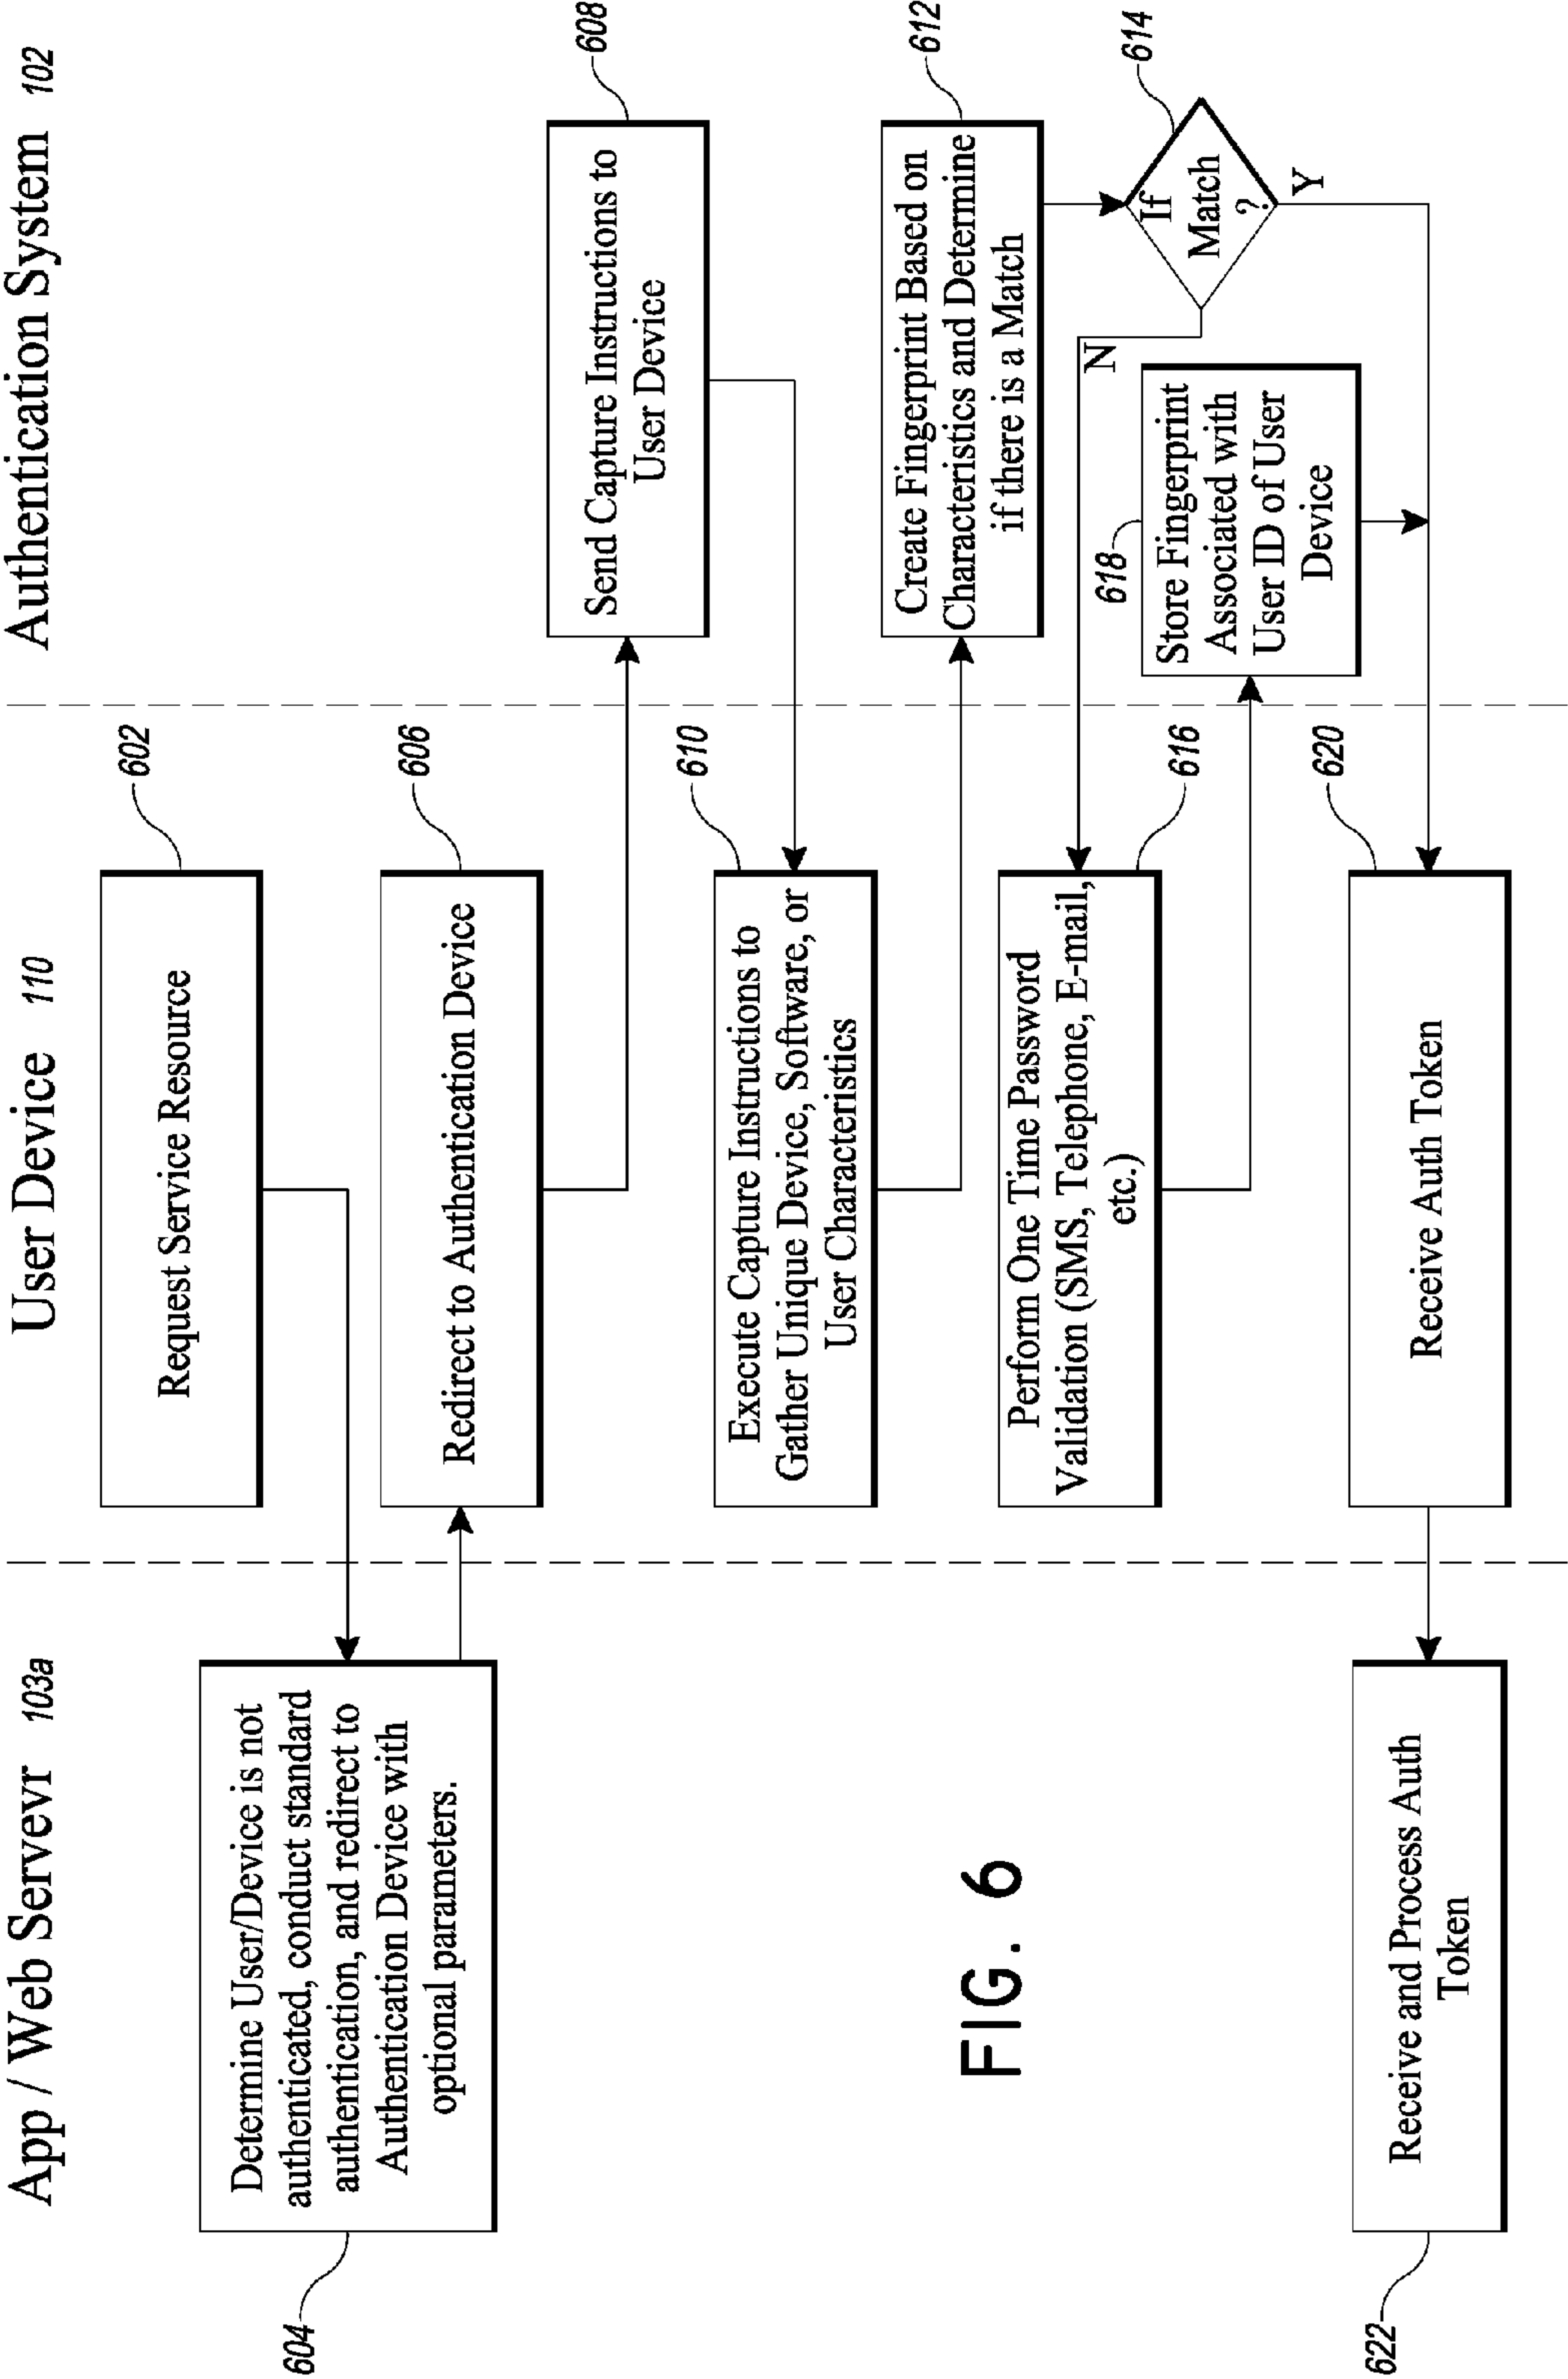 App / Web Servevr 103a
User Device 110
Authentication System 102
602
Request Service Resource
604
Determine User/Device is not
authenticated, conduct standard
authentication, and redirect to
Authentication Device with
optional parameters.
606
Redirect to Authentication Device
608
Send Capture Instructions to
User Device
610
Execute Capture Instructions to
Gather Unique Device, Software, or
User Characteristics
612
Create Fingerprint Based on
Characteristics and Determine
if there is a Match
614
If
Match
?
N
Y
616
Perform One Time Password
Validation (SMS, Telephone, E-mail,
etc.)
618
Store Fingerprint
Associated with
User ID of User
Device
620
Receive Auth Token
622
Receive and Process Auth
Token
FIG. 6